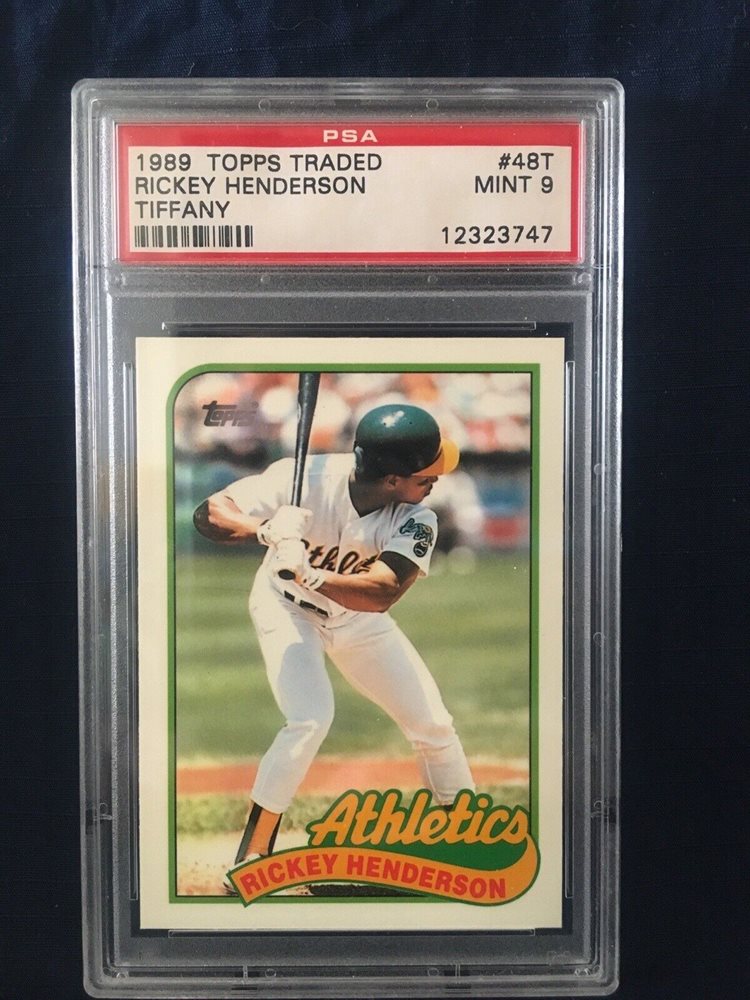 PSA
1989 TOPPS TRADED #48T
RICKEY HENDERSON MINT 9
TIFFANY
12323747
Topps
Athletics
RICKEY HENDERSON